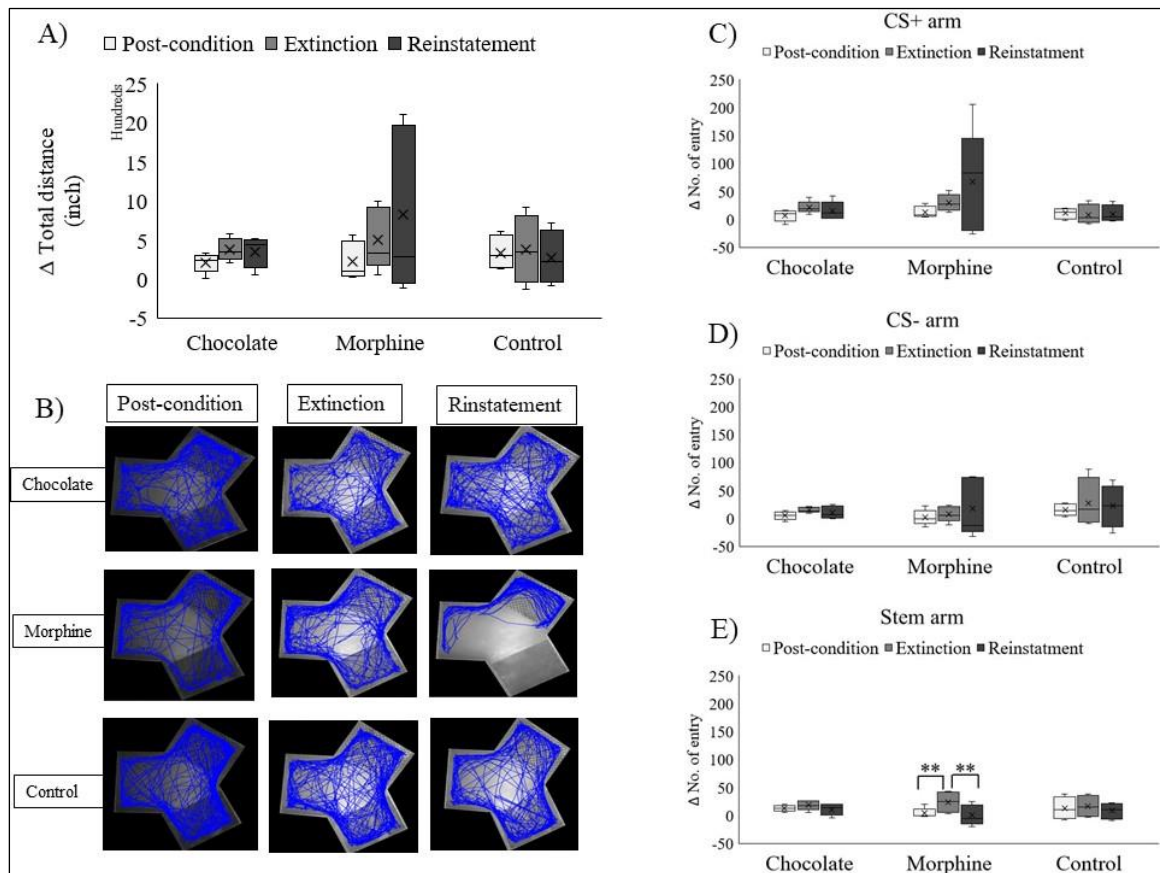 A)
Post-condition Extinction Reinstatement
Hundreds
Δ Total distance
(inch)
25
20
15
10
5
0
-5
Chocolate Morphine Control
B)
Post-condition Extinction Rinstatement
Chocolate
Morphine
Control
C)
CS+ arm
Post-condition Extinction Reinstatment
Δ No. of entry
250
200
150
100
50
0
-50
Chocolate Morphine Control
D)
CS- arm
Post-condition Extinction Reinstatment
Δ No. of entry
250
200
150
100
50
0
-50
Chocolate Morphine Control
E)
Stem arm
Post-condition Extinction Reinstatment
Δ No. of entry
250
200
150
100
50
0
-50
** **
Chocolate Morphine Control